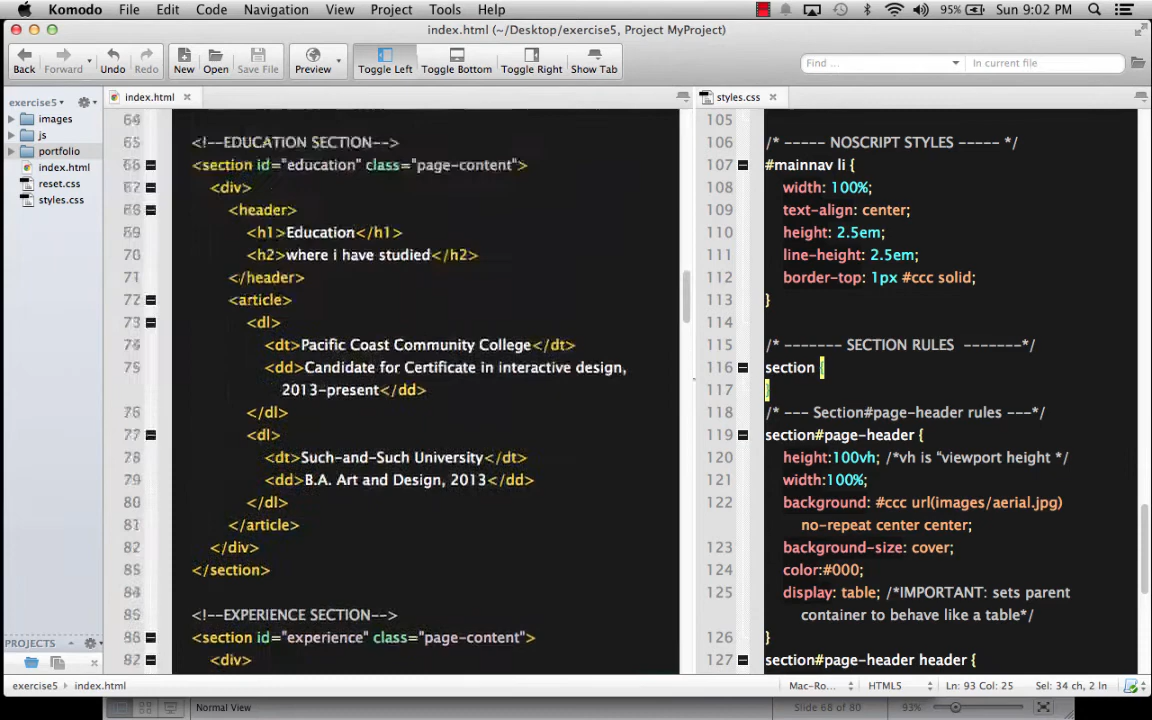 Komodo File Edit Code Navigation View Project Tools Help 95% Sun 9:02 PM
index.html (~/Desktop/exercise5, Project MyProject)
Back Forward Undo Redo New Open Save File Preview Toggle Left Toggle Bottom Toggle Right Show Tab Find ... In current file
exercise5
images
js
portfolio
index.html
reset.css
styles.css
PROJECTS
index.html
64
65 <!--EDUCATION SECTION-->
66 <section id="education" class="page-content">
67 <div>
68 <header>
69 <h1>Education</h1>
70 <h2>where i have studied</h2>
71 </header>
72 <article>
73 <dl>
74 <dt>Pacific Coast Community College</dt>
75 <dd>Candidate for Certificate in interactive design,
2013-present</dd>
76 </dl>
77 <dl>
78 <dt>Such-and-Such University</dt>
79 <dd>B.A. Art and Design, 2013</dd>
80 </dl>
81 </article>
82 </div>
83 </section>
84
85 <!--EXPERIENCE SECTION-->
86 <section id="experience" class="page-content">
87 <div>
styles.css
105
106 /* ----- NOSCRIPT STYLES ----- */
107 #mainnav li {
108 width: 100%;
109 text-align: center;
110 height: 2.5em;
111 line-height: 2.5em;
112 border-top: 1px #ccc solid;
113 }
114
115 /* ------- SECTION RULES -------*/
116 section {
117 }
118 /* --- Section#page-header rules ---*/
119 section#page-header {
120 height:100vh; /*vh is "viewport height */
121 width:100%;
122 background: #ccc url(images/aerial.jpg)
no-repeat center center;
123 background-size: cover;
124 color:#000;
125 display: table; /*IMPORTANT: sets parent
container to behave like a table*/
126 }
127 section#page-header header {
exercise5 index.html Mac-Ro... HTML5 Ln: 93 Col: 25 Sel: 34 ch, 2 ln
Normal View Slide 68 of 80 93%